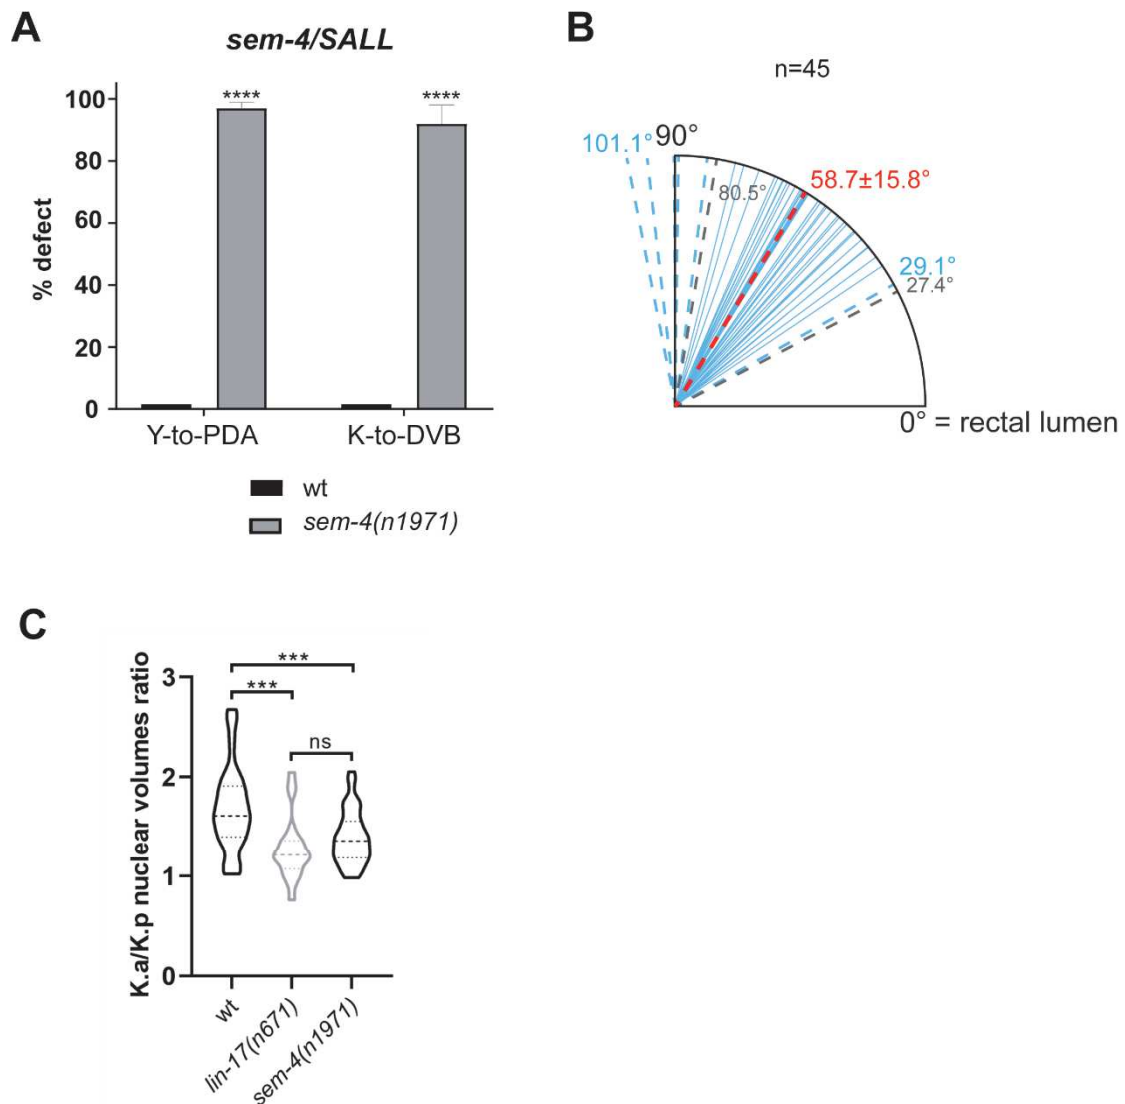 A
sem-4/SALL
100
80
60
40
20
0
% defect
****
****
Y-to-PDA
K-to-DVB
wt
sem-4(n1971)
B
n=45
101.1°
90°
80.5°
58.7±15.8°
29.1°
27.4°
0° = rectal lumen
C
K.a/K.p nuclear volumes ratio
3
2
1
0
***
***
ns
wt
lin-17(n671)
sem-4(n1971)